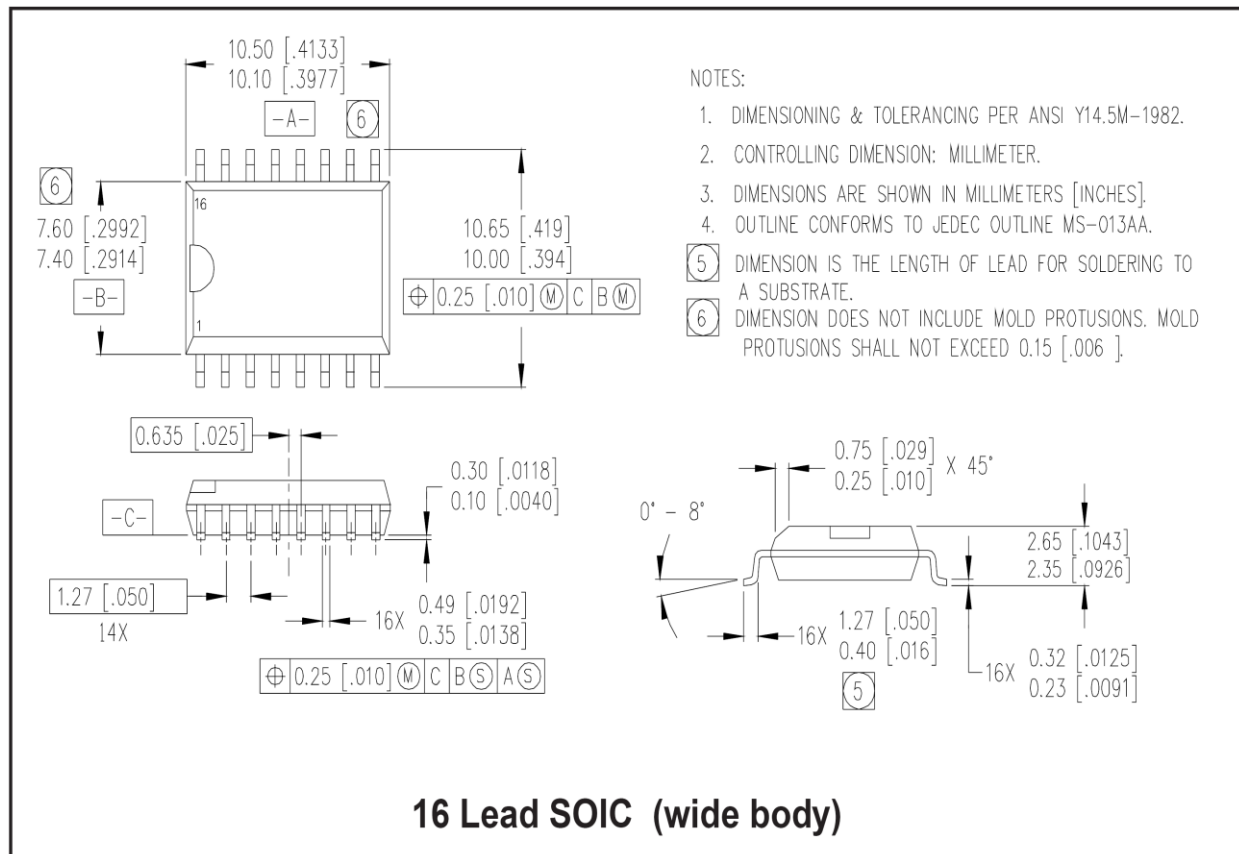 10.50 [.4133]
10.10 [.3977]
-A-
6
6
7.60 [.2992]
7.40 [.2914]
-B-
16
1
10.65 [.419]
10.00 [.394]
⌖ 0.25 [.010] Ⓜ C B Ⓜ
NOTES:
1. DIMENSIONING & TOLERANCING PER ANSI Y14.5M-1982.
2. CONTROLLING DIMENSION: MILLIMETER.
3. DIMENSIONS ARE SHOWN IN MILLIMETERS [INCHES].
4. OUTLINE CONFORMS TO JEDEC OUTLINE MS-013AA.
5 DIMENSION IS THE LENGTH OF LEAD FOR SOLDERING TO
A SUBSTRATE.
6 DIMENSION DOES NOT INCLUDE MOLD PROTUSIONS. MOLD
PROTUSIONS SHALL NOT EXCEED 0.15 [.006 ].
0.635 [.025]
0.30 [.0118]
0.10 [.0040]
-C-
1.27 [.050]
14X
16X 0.49 [.0192]
0.35 [.0138]
⌖ 0.25 [.010] Ⓜ C B Ⓢ A Ⓢ
0.75 [.029]
0.25 [.010] X 45°
0° - 8°
2.65 [.1043]
2.35 [.0926]
16X 1.27 [.050]
0.40 [.016]
5
16X 0.32 [.0125]
0.23 [.0091]
16 Lead SOIC (wide body)